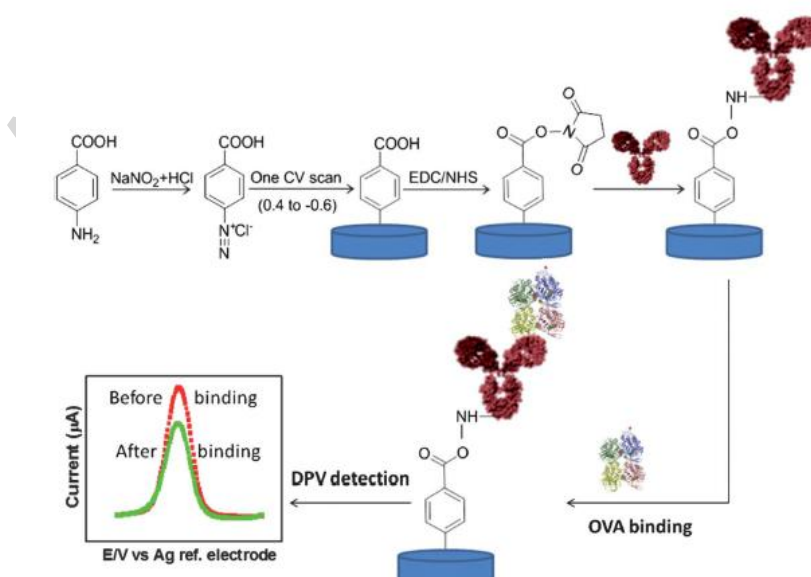 COOH
NH₂
NaNO₂+HCl
COOH
N⁺Cl⁻
N
One CV scan
(0.4 to -0.6)
COOH
EDC/NHS
O
O
O
N
O
NH
O
O
OVA binding
NH
O
O
DPV detection
Before binding
After binding
Current (µA)
E/V vs Ag ref. electrode